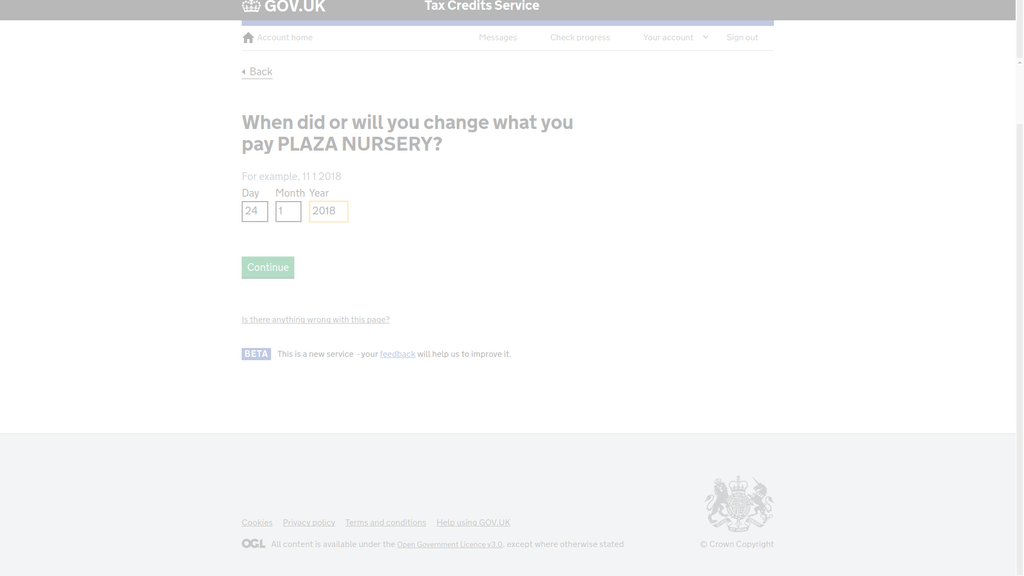 GOV.UK Tax Credits Service
Account home Messages Check progress Your account Sign out
Back
When did or will you change what you
pay PLAZA NURSERY?
For example, 11 1 2018
Day Month Year
24 1 2018
Continue
Is there anything wrong with this page?
BETA This is a new service - your feedback will help us to improve it.
Cookies Privacy policy Terms and conditions Help using GOV.UK
OGL All content is available under the Open Government Licence v3.0, except where otherwise stated
© Crown Copyright